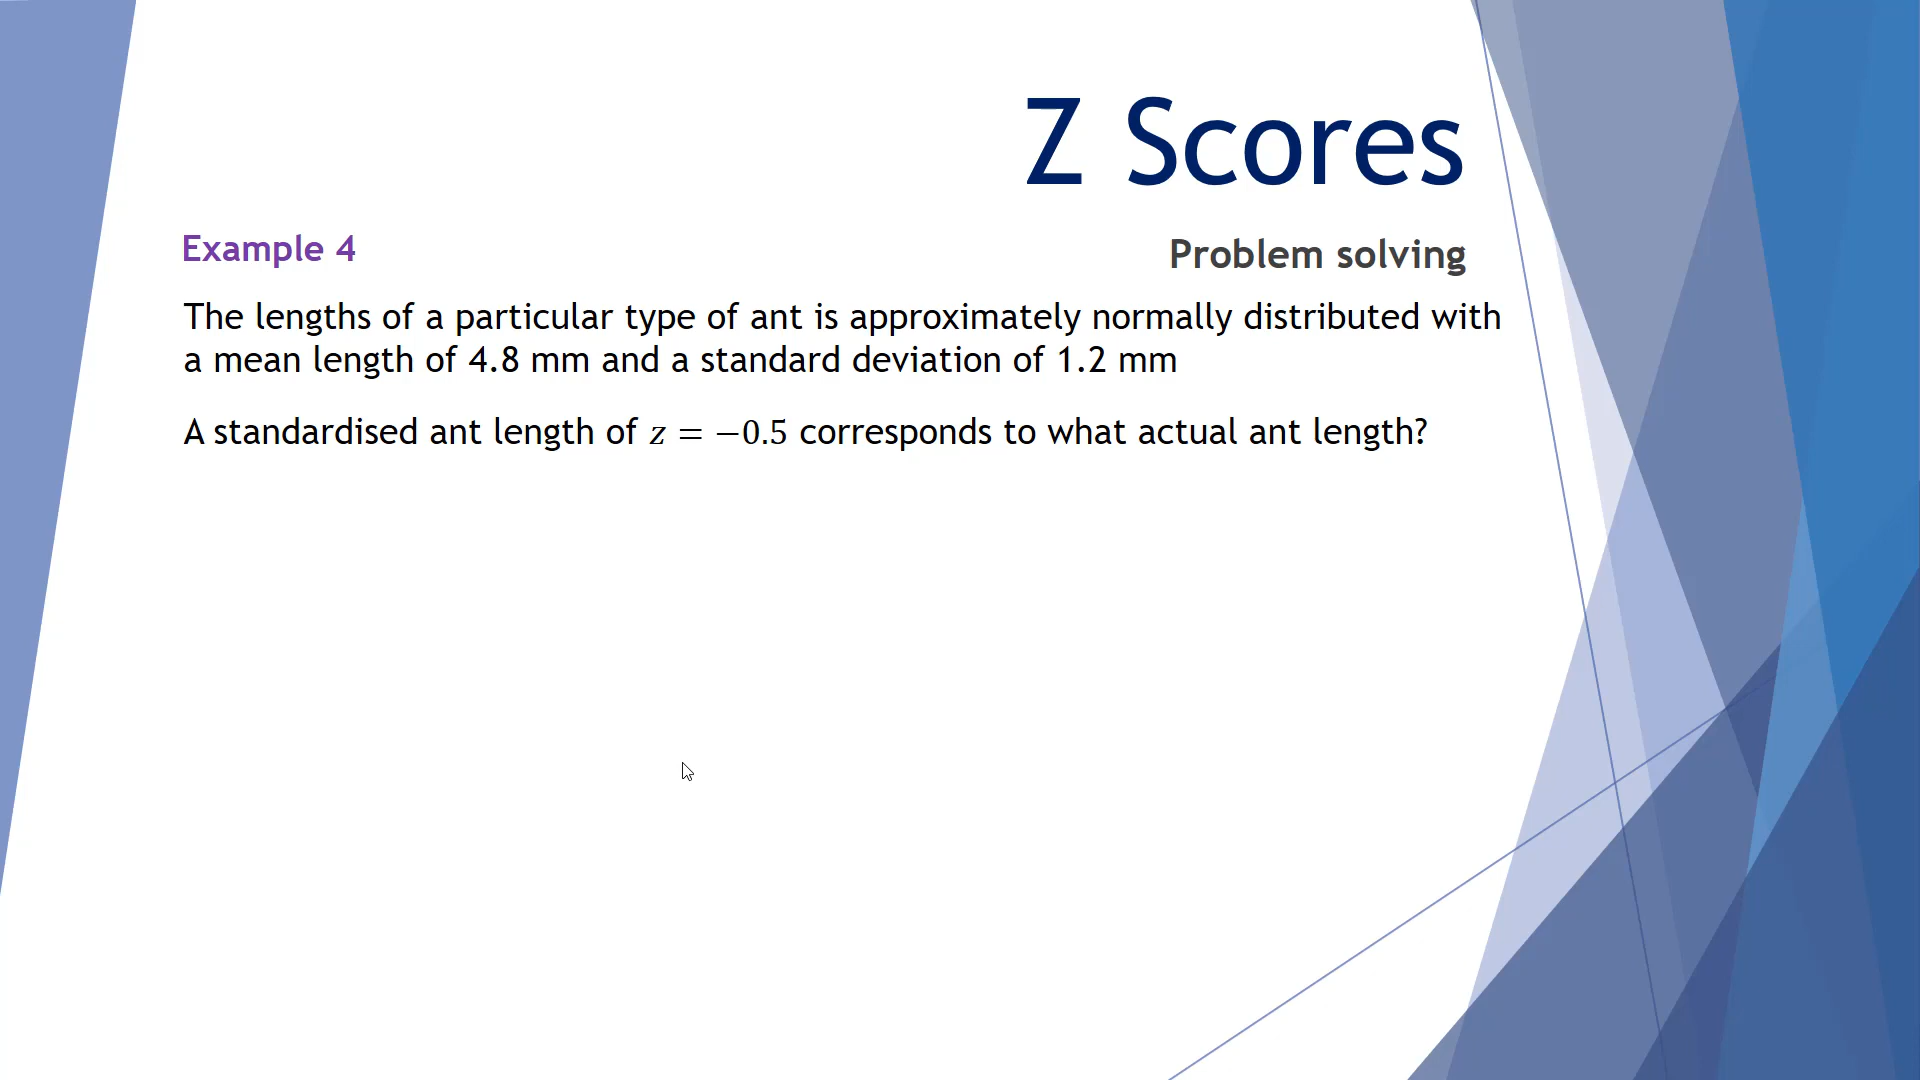 Z Scores
Example 4
Problem solving
The lengths of a particular type of ant is approximately normally distributed with
a mean length of 4.8 mm and a standard deviation of 1.2 mm
A standardised ant length of z = −0.5 corresponds to what actual ant length?